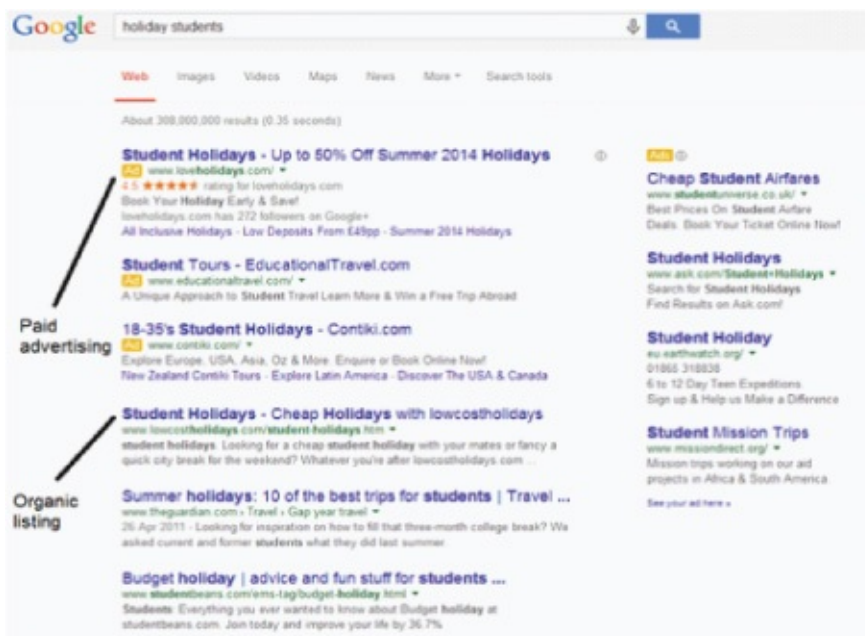 Google
holiday students
Web Images Videos Maps News More Search tools
About 308,000,000 results (0.35 seconds)
Student Holidays - Up to 50% Off Summer 2014 Holidays
Ad www.loveholidays.com/
4.5 ★★★★★ rating for loveholidays.com
Book Your Holiday Early & Save!
loveholidays.com has 272 followers on Google+
All Inclusive Holidays - Low Deposits From £49pp - Summer 2014 Holidays
Student Tours - EducationalTravel.com
Ad www.educationaltravel.com/
A Unique Approach to Student Travel Learn More & Win a Free Trip Abroad
Paid
advertising
18-35's Student Holidays - Contiki.com
Ad www.contiki.com/
Explore Europe, USA, Asia, Oz & More. Enquire or Book Online Now!
New Zealand Contiki Tours - Explore Latin America - Discover The USA & Canada
Student Holidays - Cheap Holidays with lowcostholidays
www.lowcostholidays.com/student-holidays.htm
student holidays. Looking for a cheap student holiday with your mates or fancy a
quick city break for the weekend? Whatever you're after lowcostholidays.com ...
Organic
listing
Summer holidays: 10 of the best trips for students | Travel ...
www.theguardian.com › Travel › Gap year travel
26 Apr 2011 - Looking for inspiration on how to fill that three-month college break? We
asked current and former students what they did last summer.
Budget holiday | advice and fun stuff for students ...
www.studentbeans.com/ems-tag/budget-holiday.html
Students: Everything you ever wanted to know about Budget holiday at
studentbeans.com. Join today and improve your life by 36.7%
Ads
Cheap Student Airfares
www.studentuniverse.co.uk/
Best Prices On Student Airfare
Deals. Book Your Ticket Online Now!
Student Holidays
www.ask.com/Student+Holidays
Search for Student Holidays
Find Results on Ask.com!
Student Holiday
eu.earthwatch.org/
01865 318838
6 to 12 Day Teen Expeditions
Sign up & Help us Make a Difference
Student Mission Trips
www.missiondirect.org/
Mission trips working on our aid
projects in Africa & South America
See your ad here »